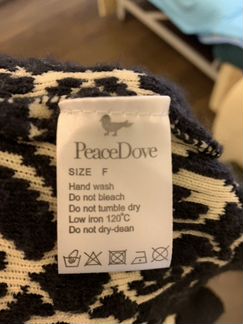 PeaceDove
SIZE F
Hand wash
Do not bleach
Do not tumble dry
Low iron 120°C
Do not dry-clean